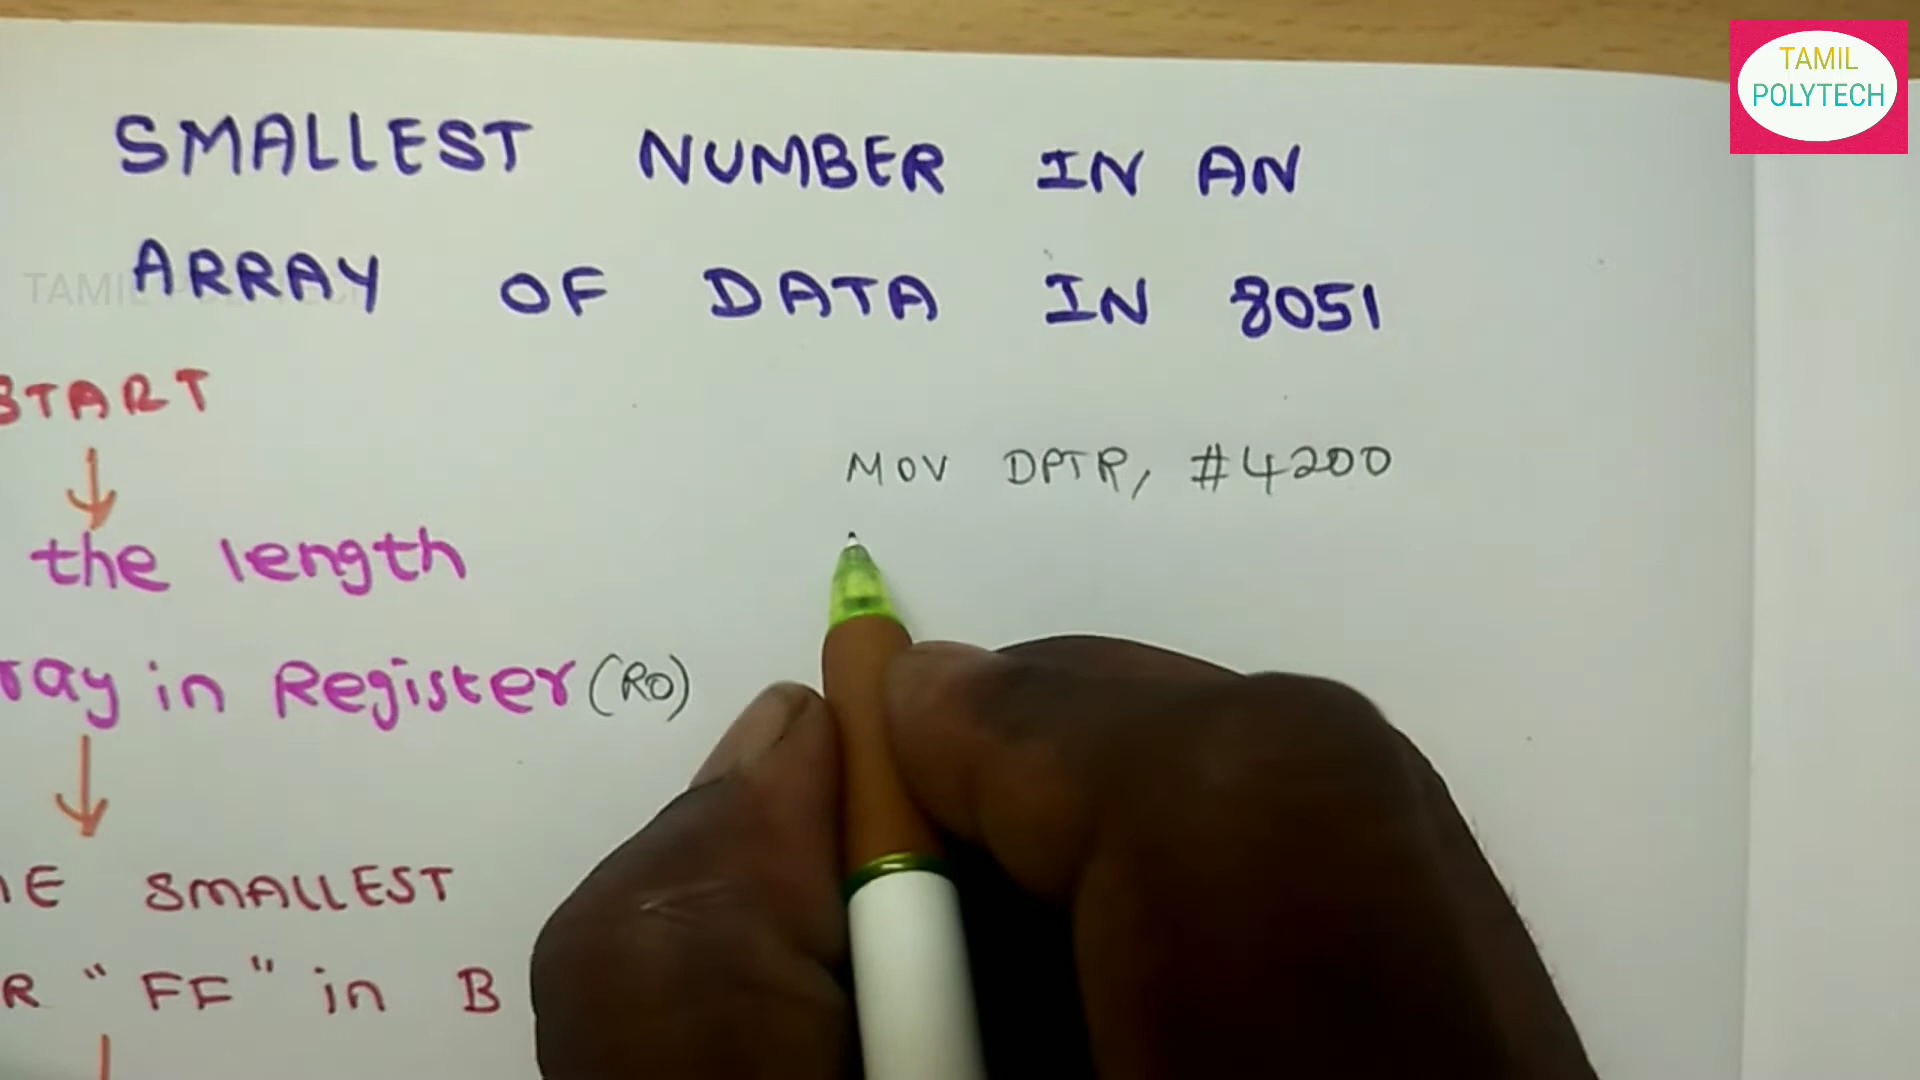 TAMIL
POLYTECH
SMALLEST NUMBER IN AN
ARRAY OF DATA IN 8051
START
the length
ray in Register (R0)
E SMALLEST
R "FF" in B
MOV DPTR, #4200